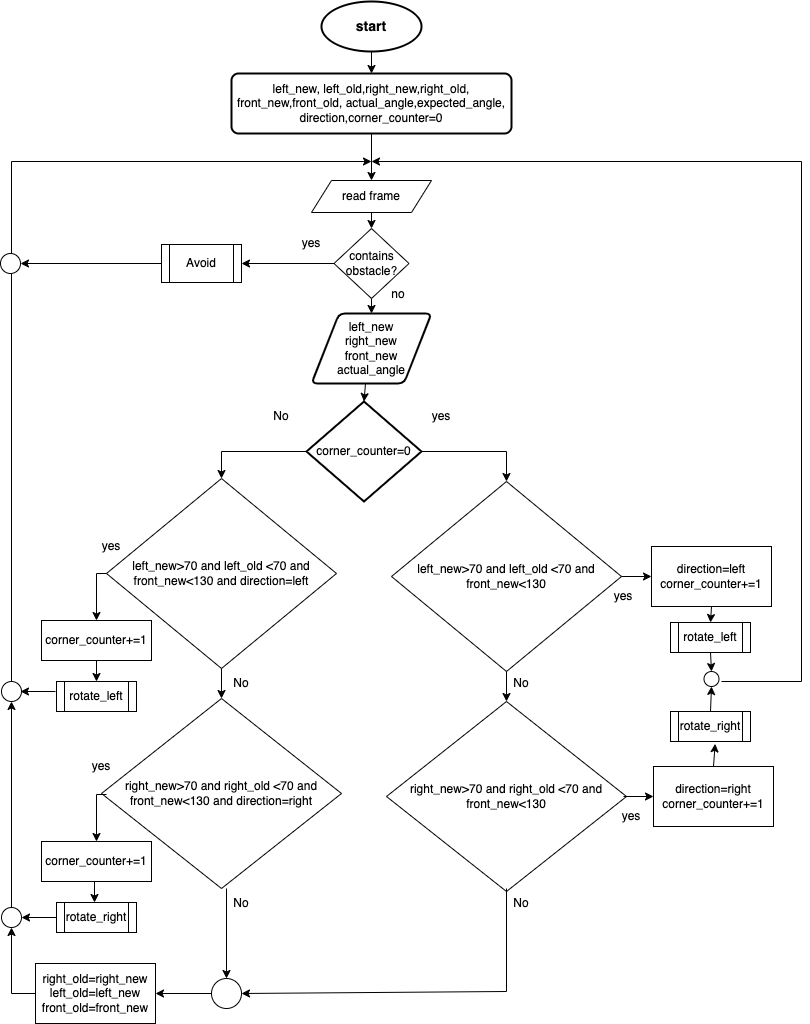 start
left_new, left_old,right_new,right_old,
front_new,front_old, actual_angle,expected_angle,
direction,corner_counter=0
read frame
yes
contains
obstacle?
Avoid
no
left_new
right_new
front_new
actual_angle
No
yes
corner_counter=0
yes
left_new>70 and left_old <70 and
front_new<130 and direction=left
left_new>70 and left_old <70 and
front_new<130
yes
direction=left
corner_counter+=1
corner_counter+=1
rotate_left
rotate_left
No
No
rotate_right
yes
right_new>70 and right_old <70 and
front_new<130 and direction=right
right_new>70 and right_old <70 and
front_new<130
yes
direction=right
corner_counter+=1
corner_counter+=1
rotate_right
No
No
right_old=right_new
left_old=left_new
front_old=front_new